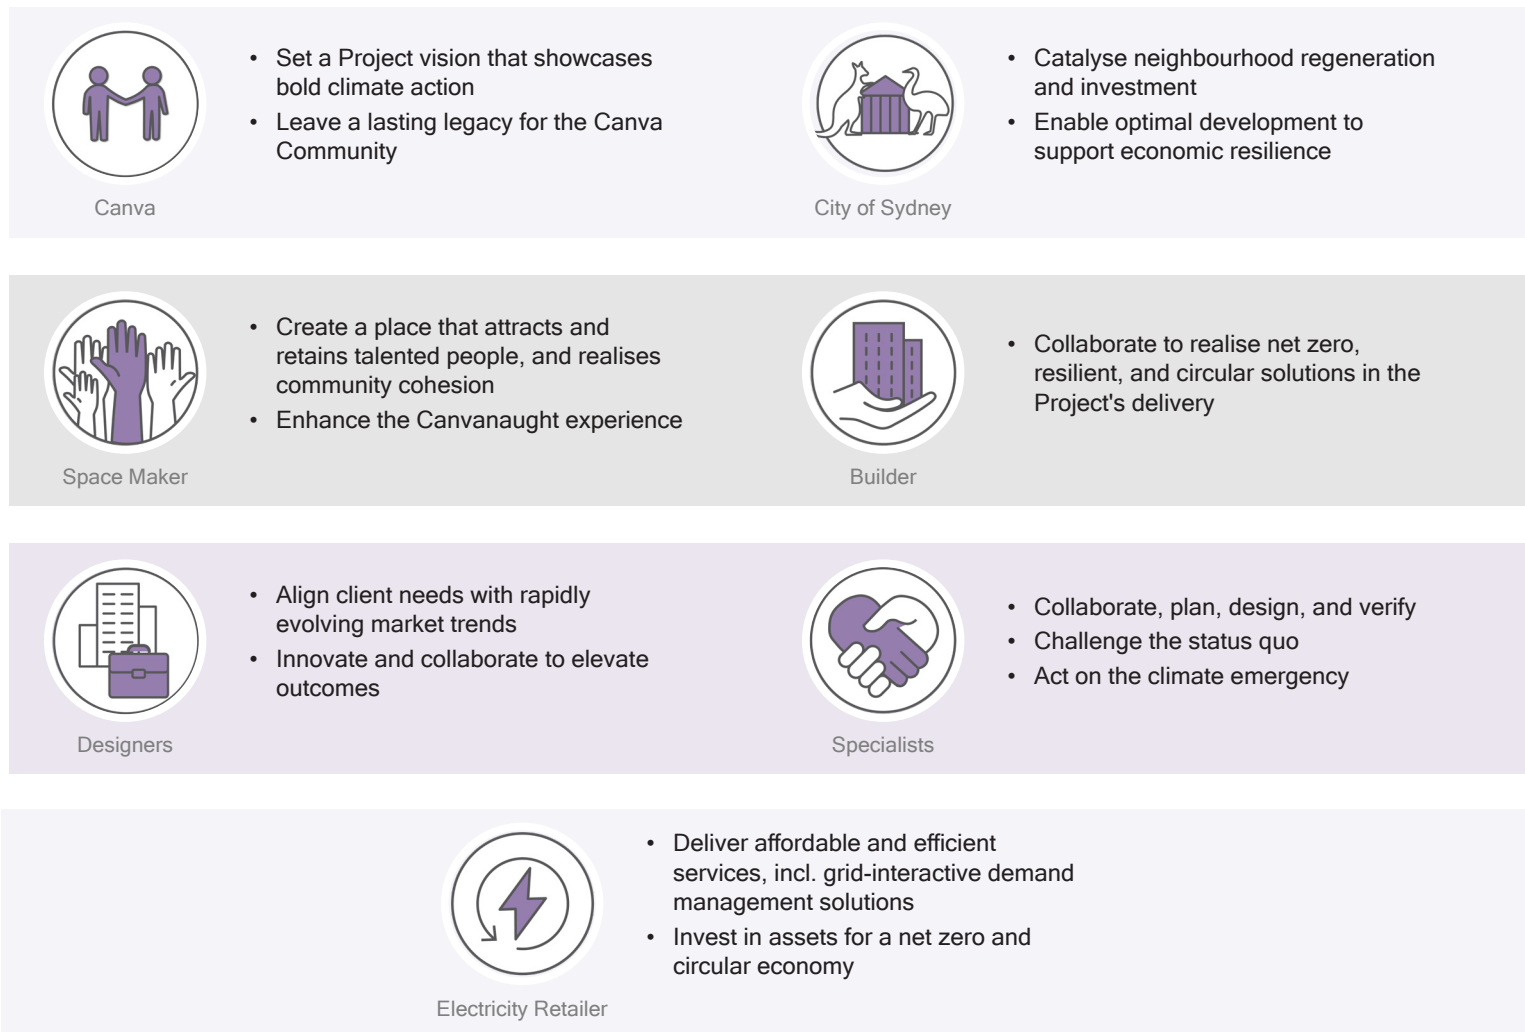 • Set a Project vision that showcases
bold climate action
• Leave a lasting legacy for the Canva
Community
Canva
• Catalyse neighbourhood regeneration
and investment
• Enable optimal development to
support economic resilience
City of Sydney
• Create a place that attracts and
retains talented people, and realises
community cohesion
• Enhance the Canvanaught experience
Space Maker
• Collaborate to realise net zero,
resilient, and circular solutions in the
Project's delivery
Builder
• Align client needs with rapidly
evolving market trends
• Innovate and collaborate to elevate
outcomes
Designers
• Collaborate, plan, design, and verify
• Challenge the status quo
• Act on the climate emergency
Specialists
• Deliver affordable and efficient
services, incl. grid-interactive demand
management solutions
• Invest in assets for a net zero and
circular economy
Electricity Retailer